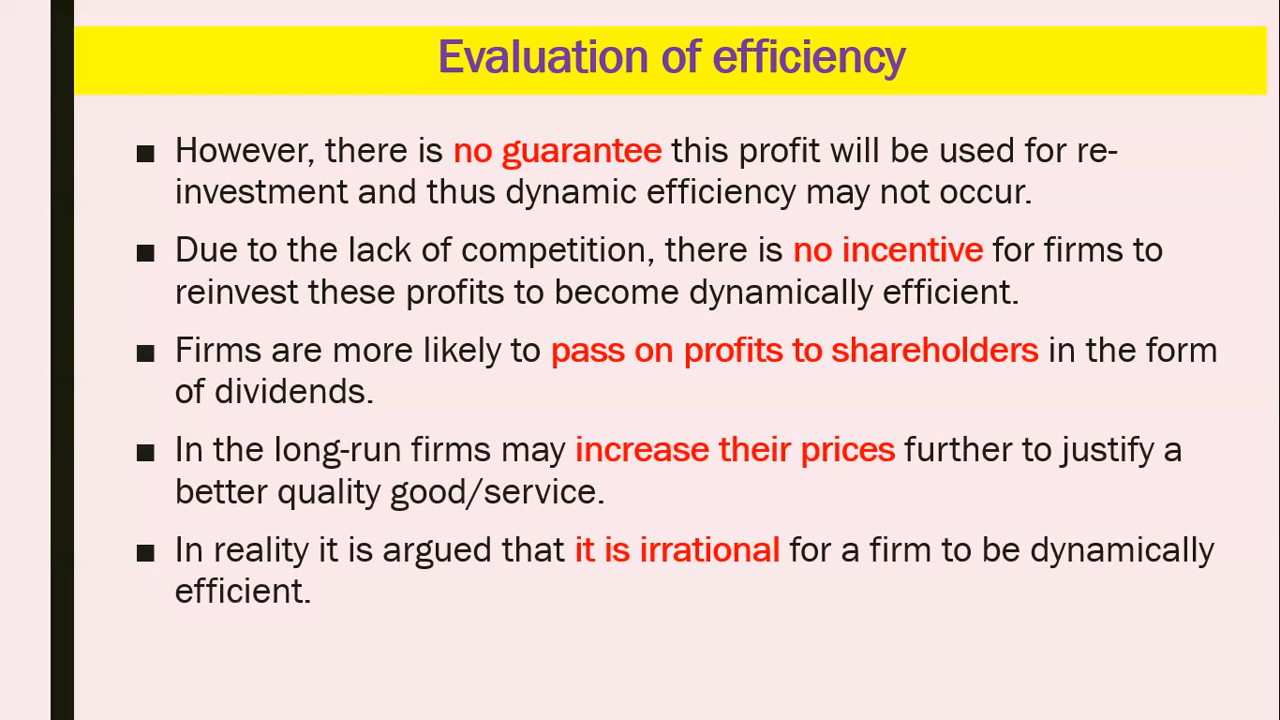 Evaluation of efficiency
■ However, there is no guarantee this profit will be used for re-
investment and thus dynamic efficiency may not occur.
■ Due to the lack of competition, there is no incentive for firms to
reinvest these profits to become dynamically efficient.
■ Firms are more likely to pass on profits to shareholders in the form
of dividends.
■ In the long-run firms may increase their prices further to justify a
better quality good/service.
■ In reality it is argued that it is irrational for a firm to be dynamically
efficient.